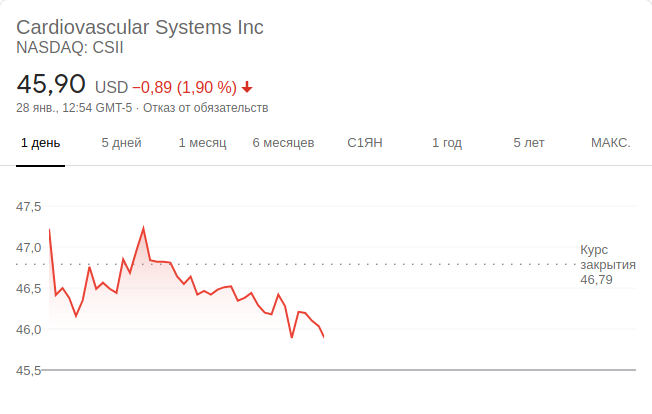 Cardiovascular Systems Inc
NASDAQ: CSII
45,90 USD −0,89 (1,90 %)
28 янв., 12:54 GMT-5 · Отказ от обязательств
1 день 5 дней 1 месяц 6 месяцев С1ЯН 1 год 5 лет МАКС.
47,5
47,0
46,5
46,0
45,5
Курс
закрытия
46,79